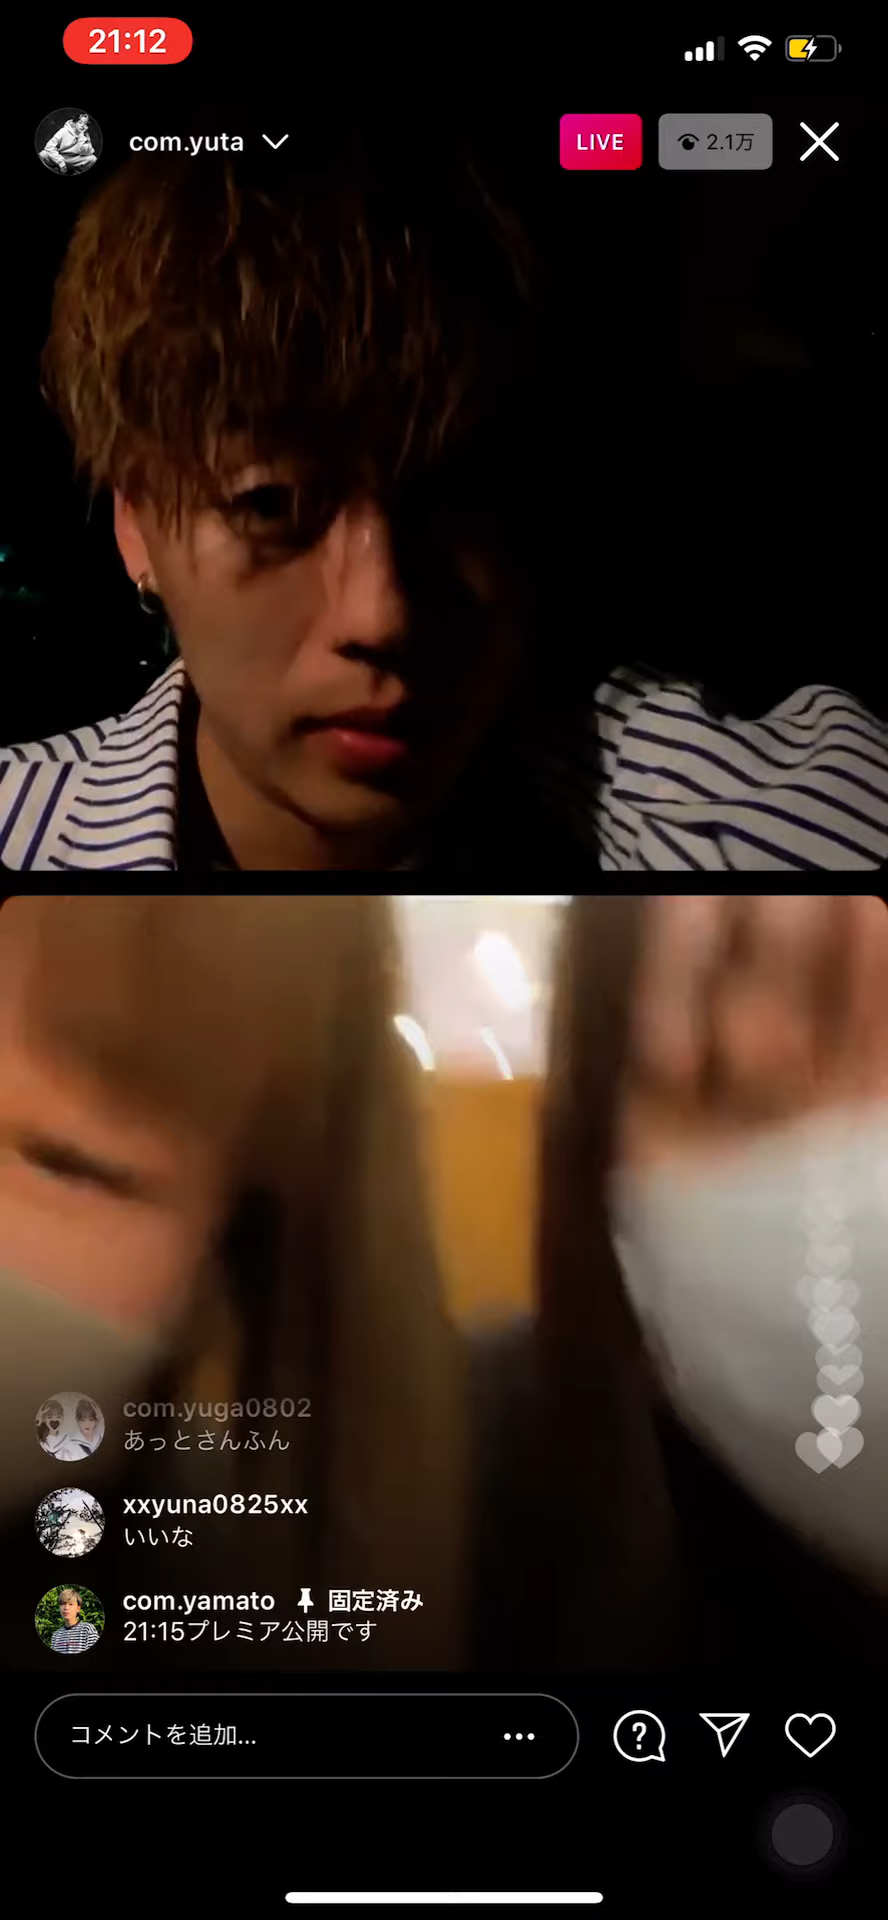 21:12
com.yuta
LIVE
2.1万
com.yuga0802
あっとさんふん
xxyuna0825xx
いいな
com.yamato 固定済み
21:15プレミア公開です
コメントを追加...